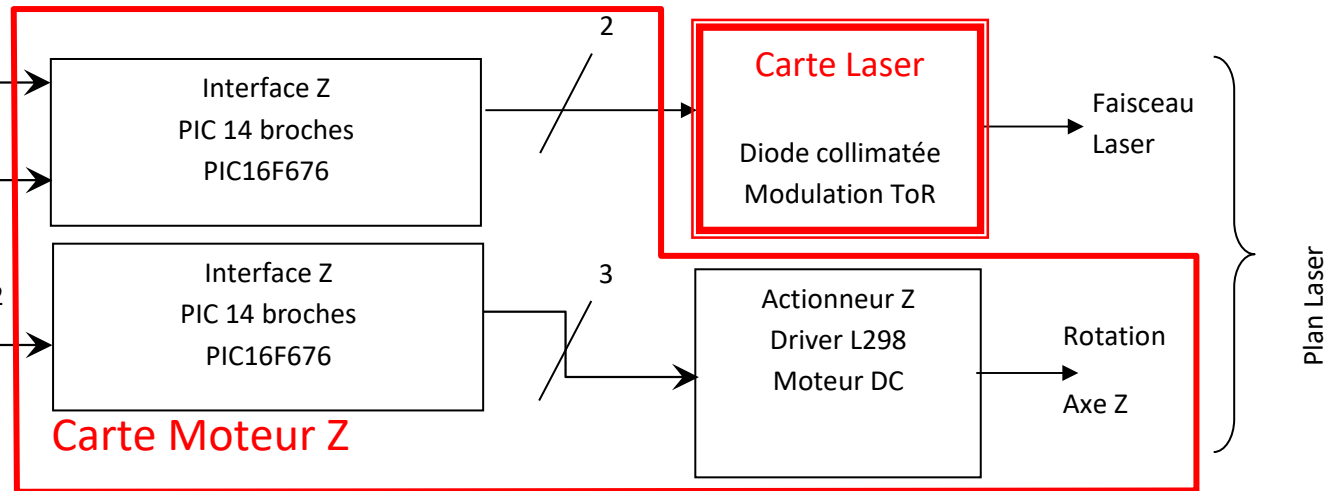 2
Carte Laser
Diode collimatée
Modulation ToR
Interface Z
PIC 14 broches
PIC16F676
Faisceau
Laser
Interface Z
PIC 14 broches
PIC16F676
2
3
Actionneur Z
Driver L298
Moteur DC
Rotation
Axe Z
Carte Moteur Z
Plan Laser